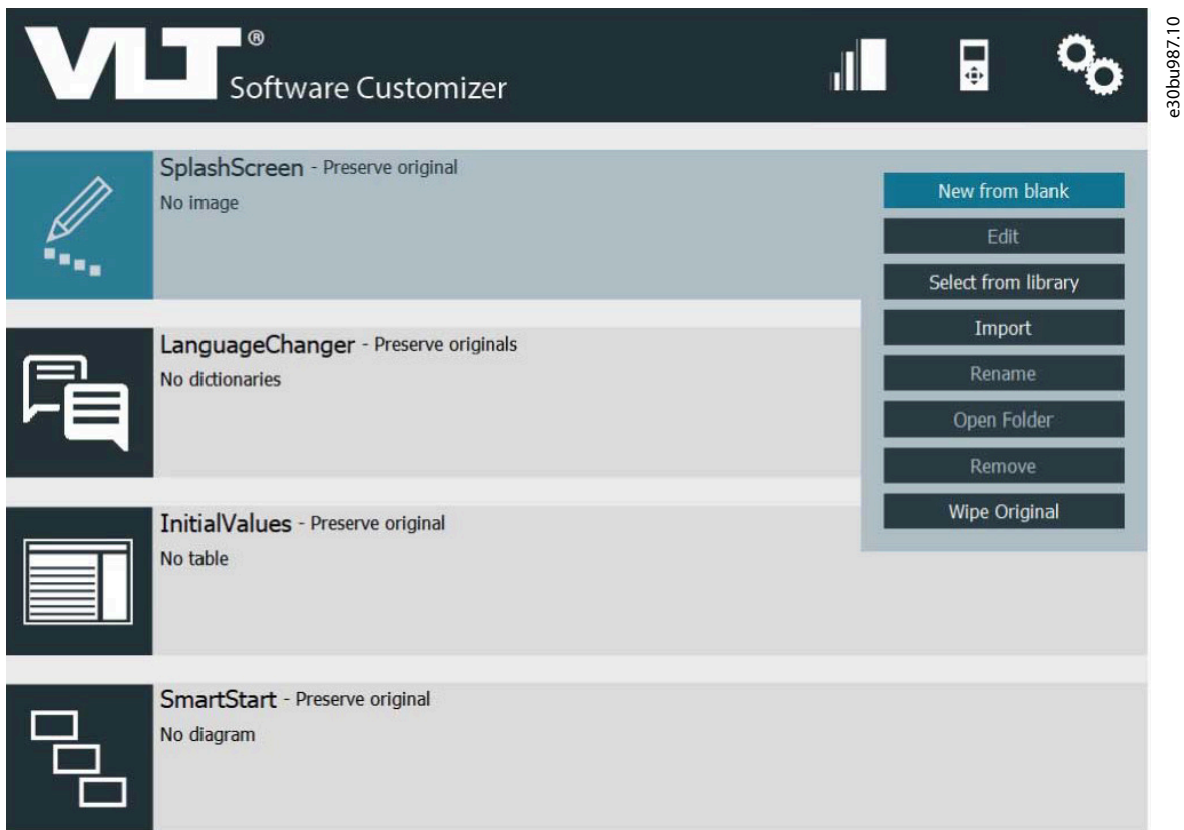 VLT®
Software Customizer
e30bu987.10
SplashScreen - Preserve original
No image
New from blank
Edit
Select from library
Import
Rename
Open Folder
Remove
Wipe Original
LanguageChanger - Preserve originals
No dictionaries
InitialValues - Preserve original
No table
SmartStart - Preserve original
No diagram